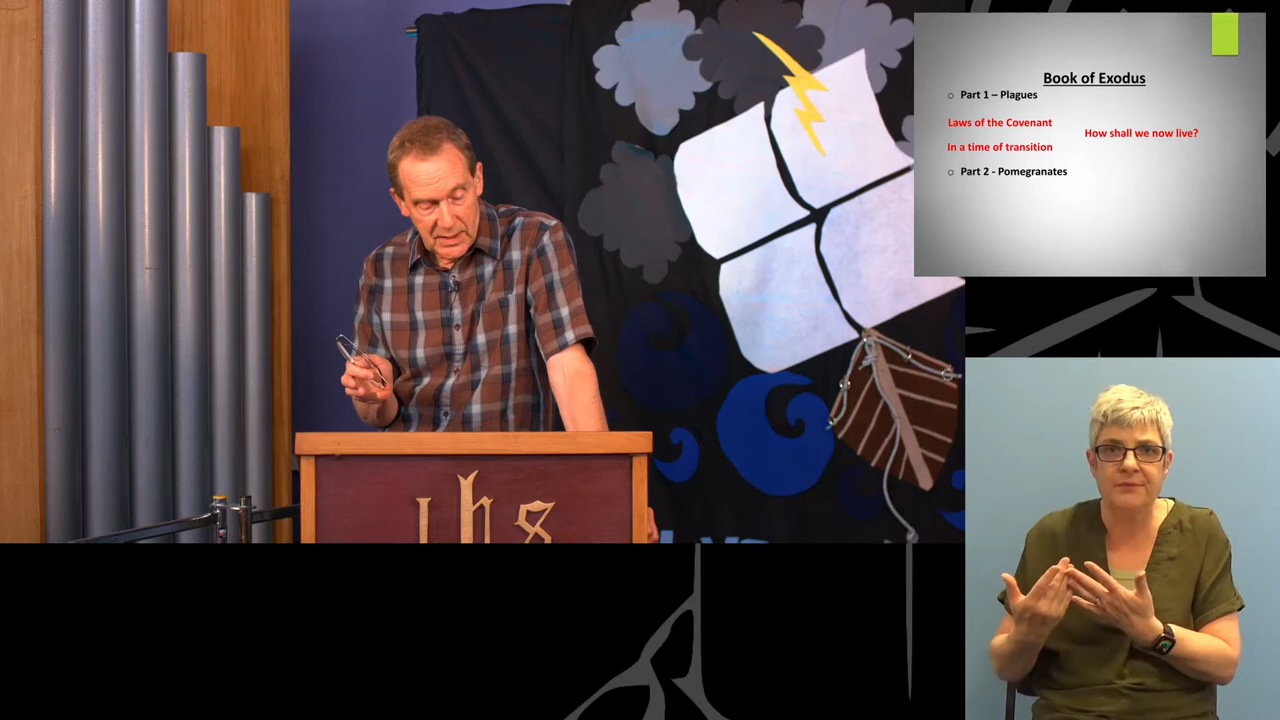 Book of Exodus
○ Part 1 – Plagues
Laws of the Covenant
How shall we now live?
In a time of transition
○ Part 2 - Pomegranates
ihs